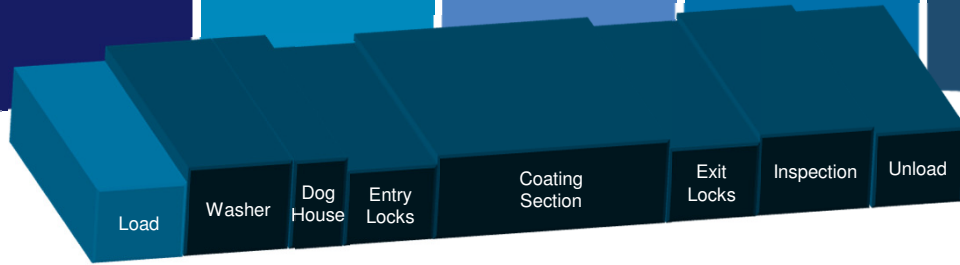 Load
Washer
Dog
House
Entry
Locks
Coating
Section
Exit
Locks
Inspection
Unload